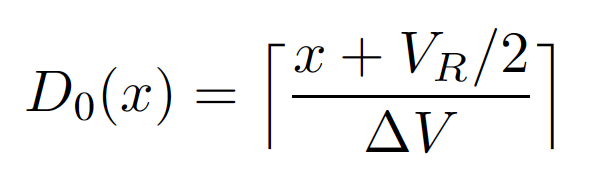 D_0(x) = \left\lceil \frac{x + V_R/2}{\Delta V} \right\rceil